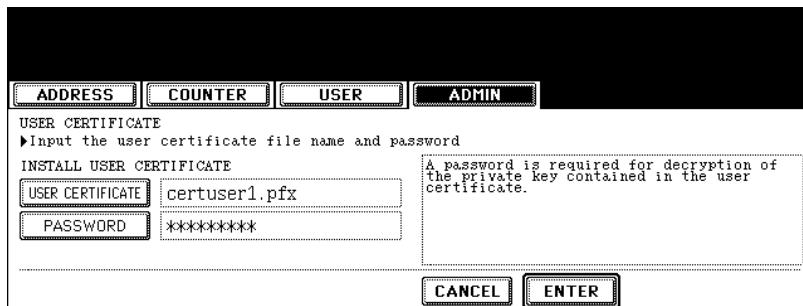 ADDRESS COUNTER USER ADMIN
USER CERTIFICATE
▶Input the user certificate file name and password
INSTALL USER CERTIFICATE
USER CERTIFICATE certuser1.pfx
PASSWORD *********
A password is required for decryption of
the private key contained in the user
certificate.
CANCEL ENTER